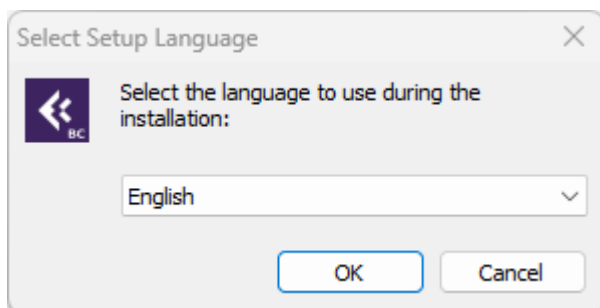 Select Setup Language
Select the language to use during the
installation:
BC
English
OK
Cancel